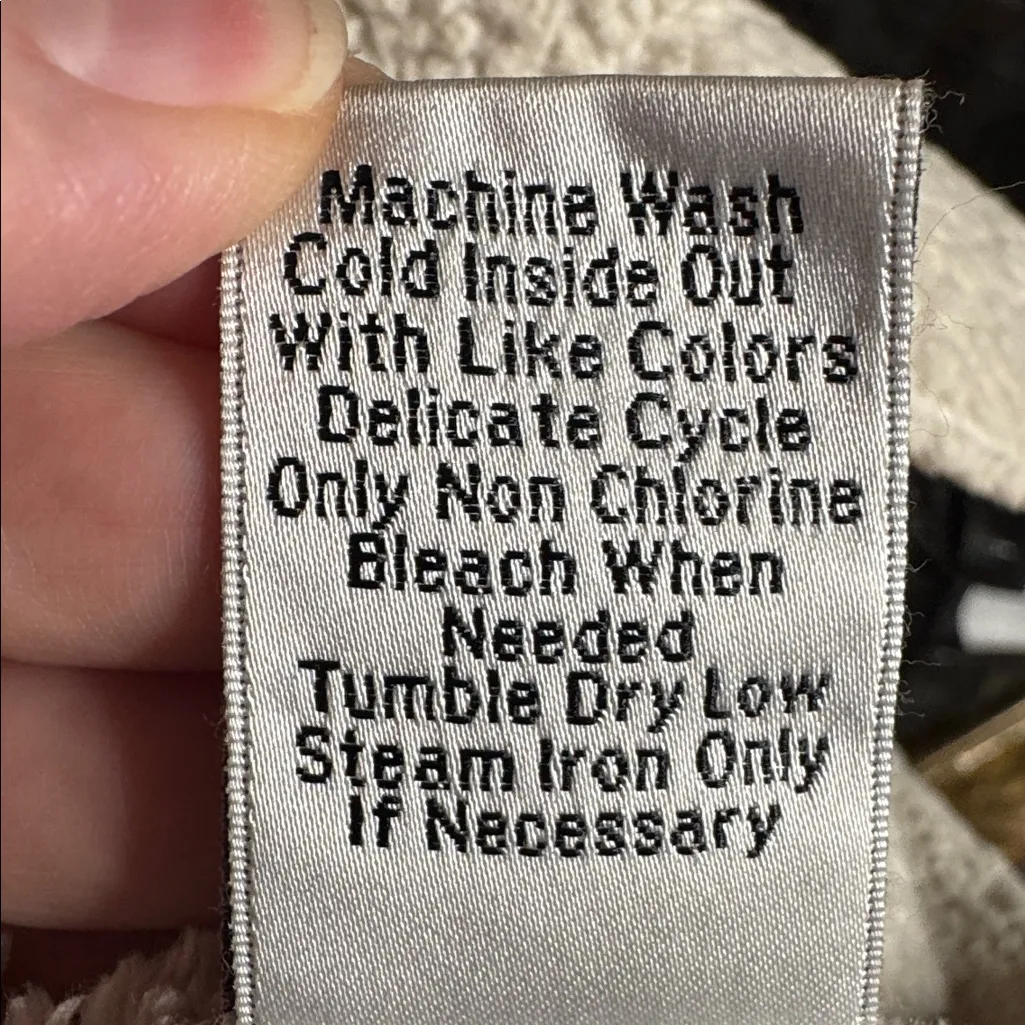 Machine Wash
Cold Inside Out
With Like Colors
Delicate Cycle
Only Non Chlorine
Bleach When
Needed
Tumble Dry Low
Steam Iron Only
If Necessary